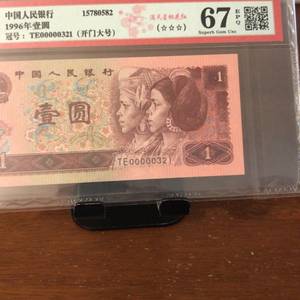 中国人民银行
1996年壹圆
冠号：TE00000321（开门大号）
15780582
(☆☆☆)
67 EPQ
Superb Gem Unc
中国人民银行
1
壹圆
TE00000321
1